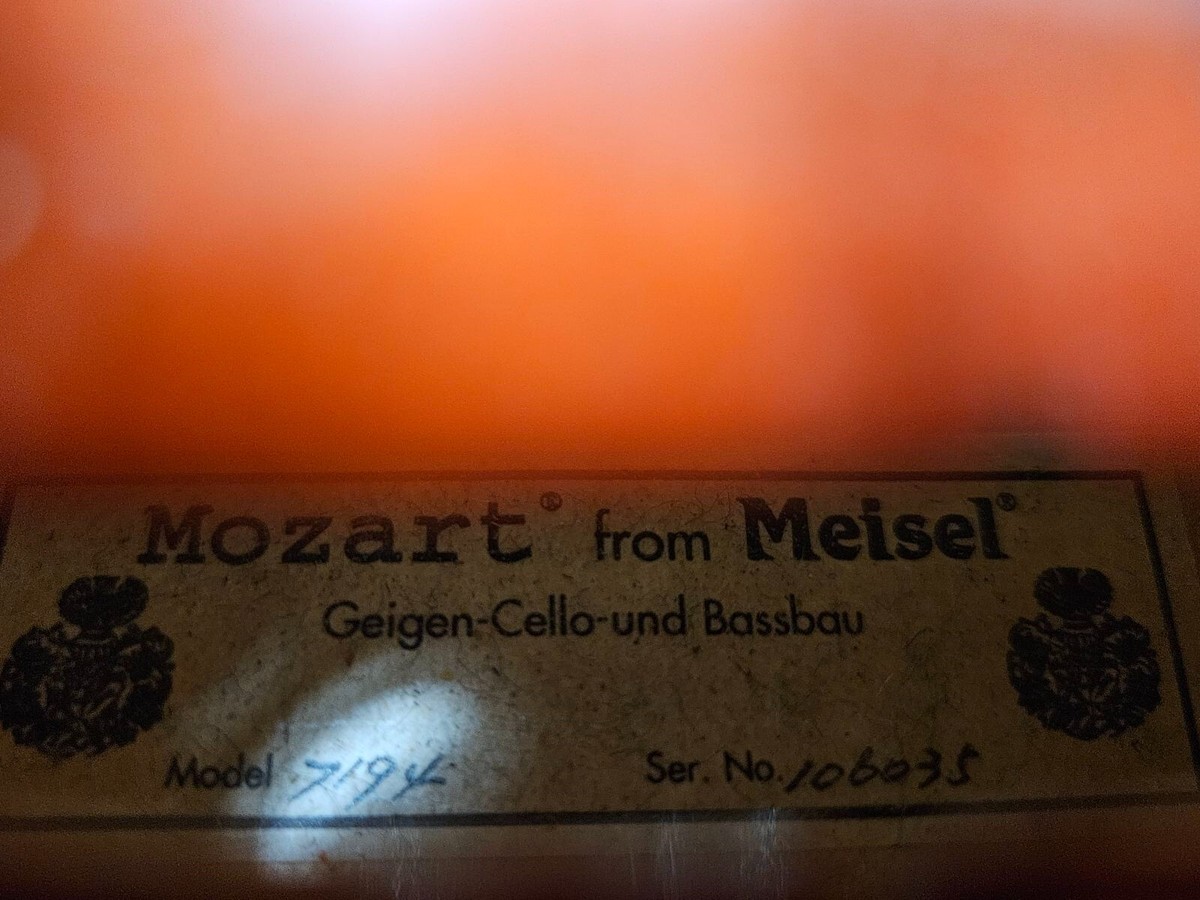 Mozart® from Meisel®
Geigen-Cello-und Bassbau
Model 7194 Ser. No. 106035